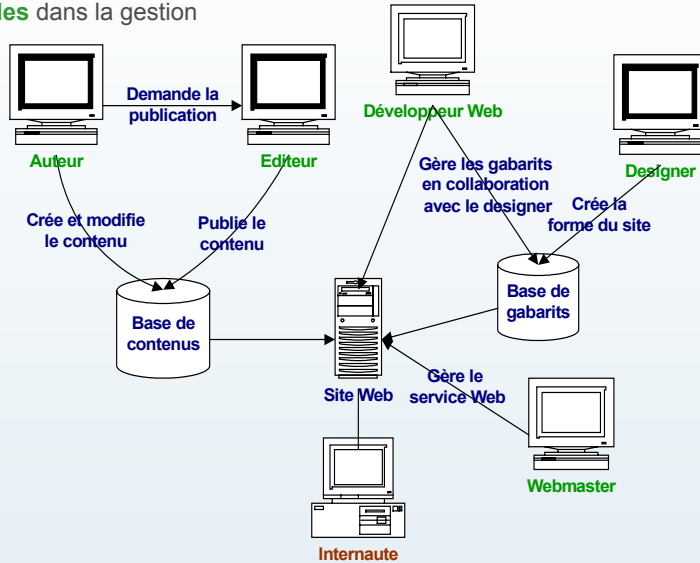 les dans la gestion
Demande la
publication
Développeur Web
Auteur
Editeur
Designer
Gère les gabarits
en collaboration
avec le designer
Crée la
forme du site
Crée et modifie
le contenu
Publie le
contenu
Base de
contenus
Base de
gabarits
Site Web
Gère le
service Web
Webmaster
Internaute